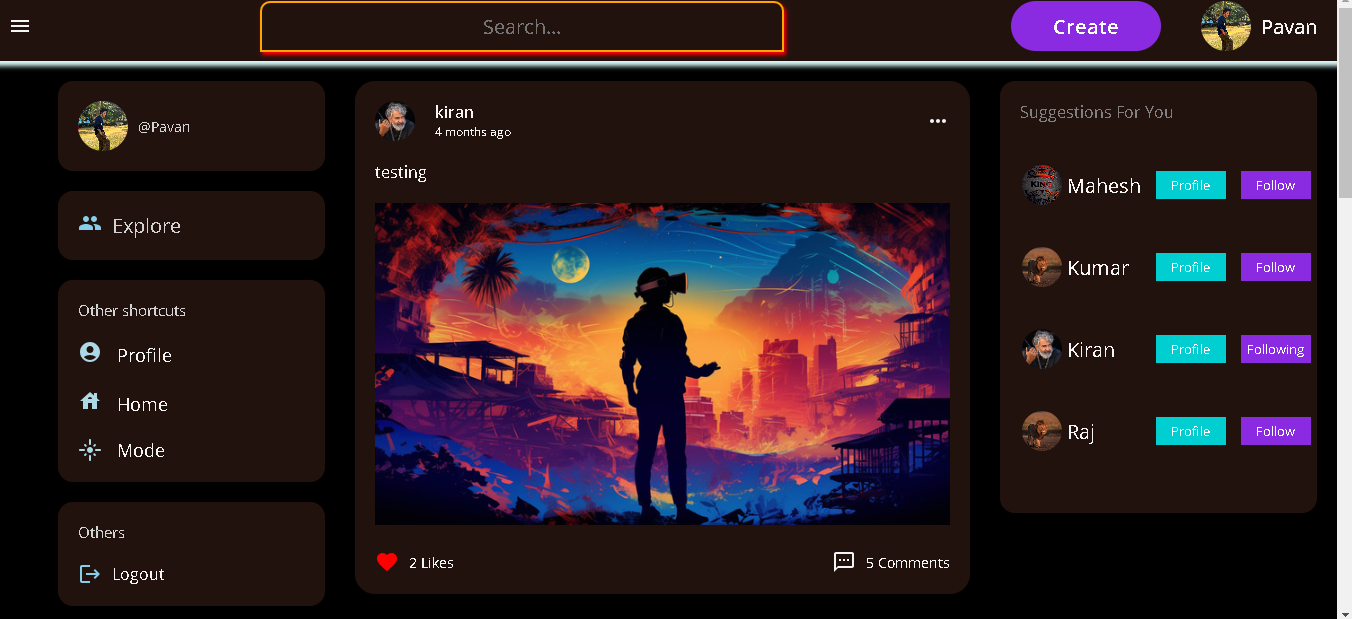 Search...
Create
Pavan
@Pavan
Explore
Other shortcuts
Profile
Home
Mode
Others
Logout
kiran
4 months ago
testing
2 Likes
5 Comments
Suggestions For You
KING
Mahesh Profile Follow
Kumar Profile Follow
Kiran Profile Following
Raj Profile Follow